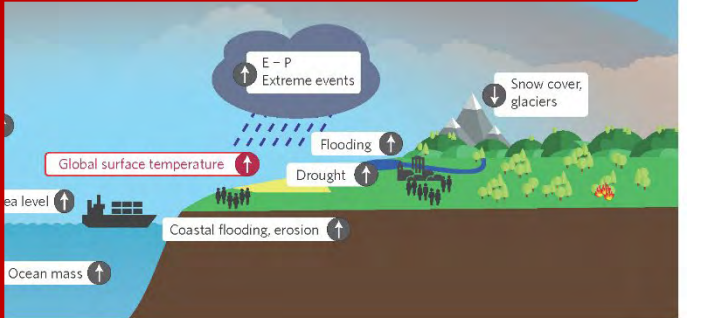 E – P
Extreme events
Snow cover,
glaciers
Flooding
Global surface temperature
Drought
ea level
Coastal flooding, erosion
Ocean mass